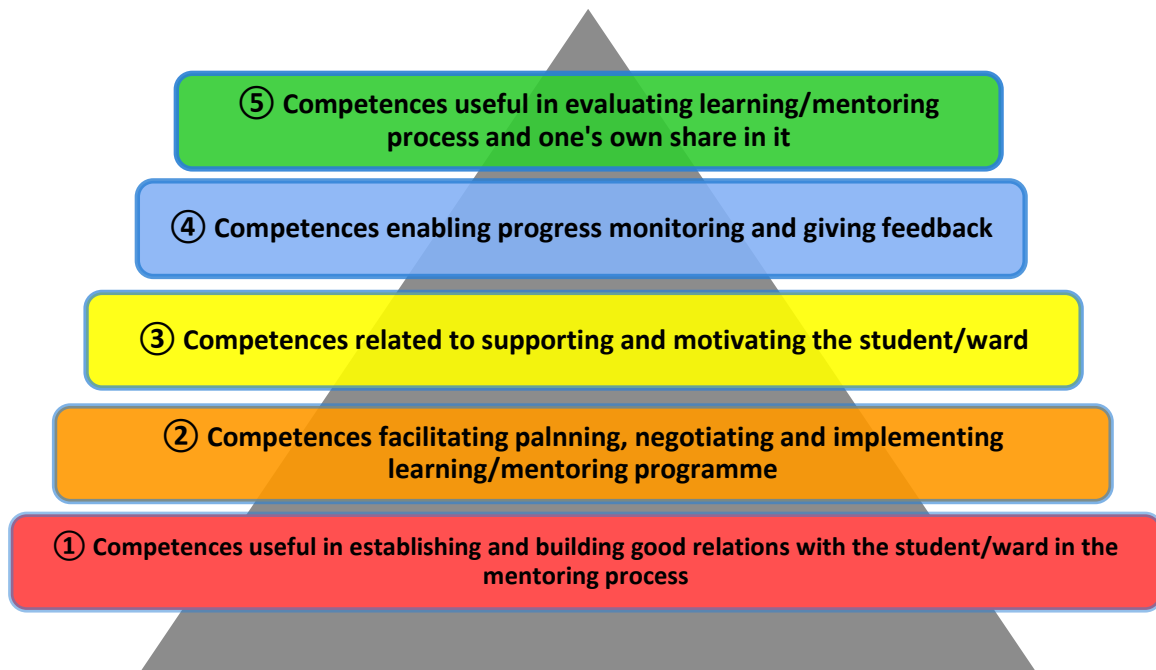 ⑤ Competences useful in evaluating learning/mentoring
process and one's own share in it
④ Competences enabling progress monitoring and giving feedback
③ Competences related to supporting and motivating the student/ward
② Competences facilitating palnning, negotiating and implementing
learning/mentoring programme
① Competences useful in establishing and building good relations with the student/ward in the
mentoring process